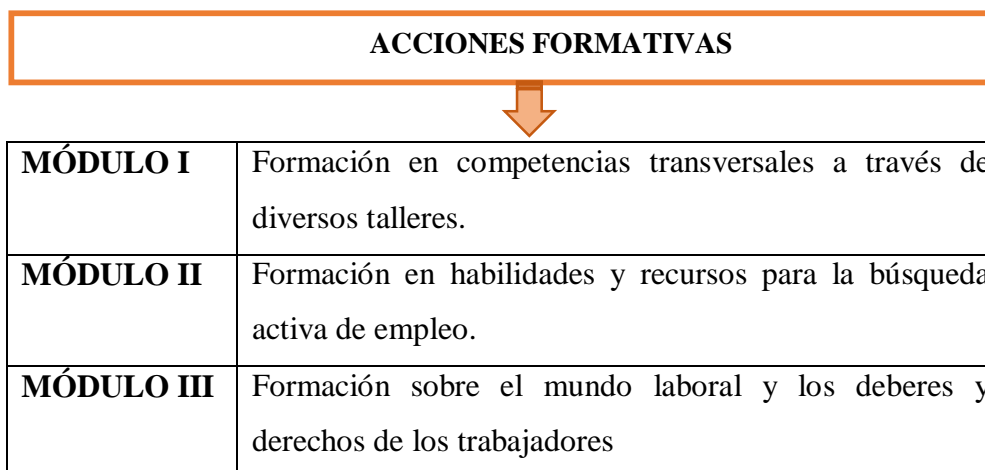 ACCIONES FORMATIVAS
MÓDULO I
Formación en competencias transversales a través de
diversos talleres.
MÓDULO II
Formación en habilidades y recursos para la búsqueda
activa de empleo.
MÓDULO III
Formación sobre el mundo laboral y los deberes y
derechos de los trabajadores